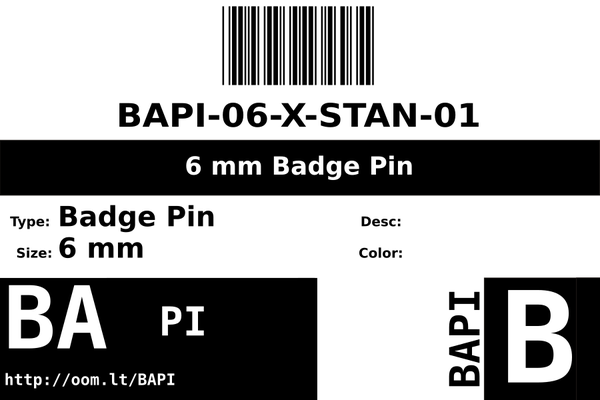 BAPI-06-X-STAN-01
6 mm Badge Pin
Type: Badge Pin
Desc:
Size: 6 mm
Color:
BA PI
http://oom.lt/BAPI
BAPI
B